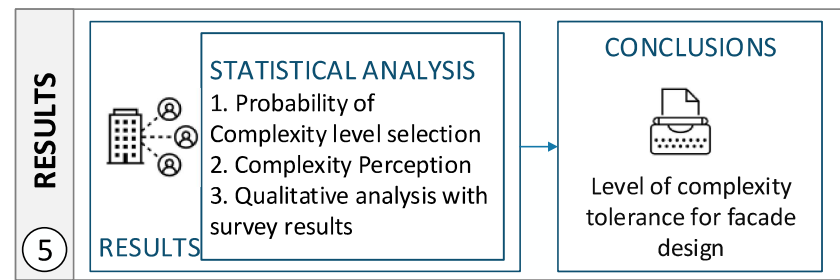 RESULTS
5
RESULTS
STATISTICAL ANALYSIS
1. Probability of
Complexity level selection
2. Complexity Perception
3. Qualitative analysis with
survey results
CONCLUSIONS
Level of complexity
tolerance for facade
design